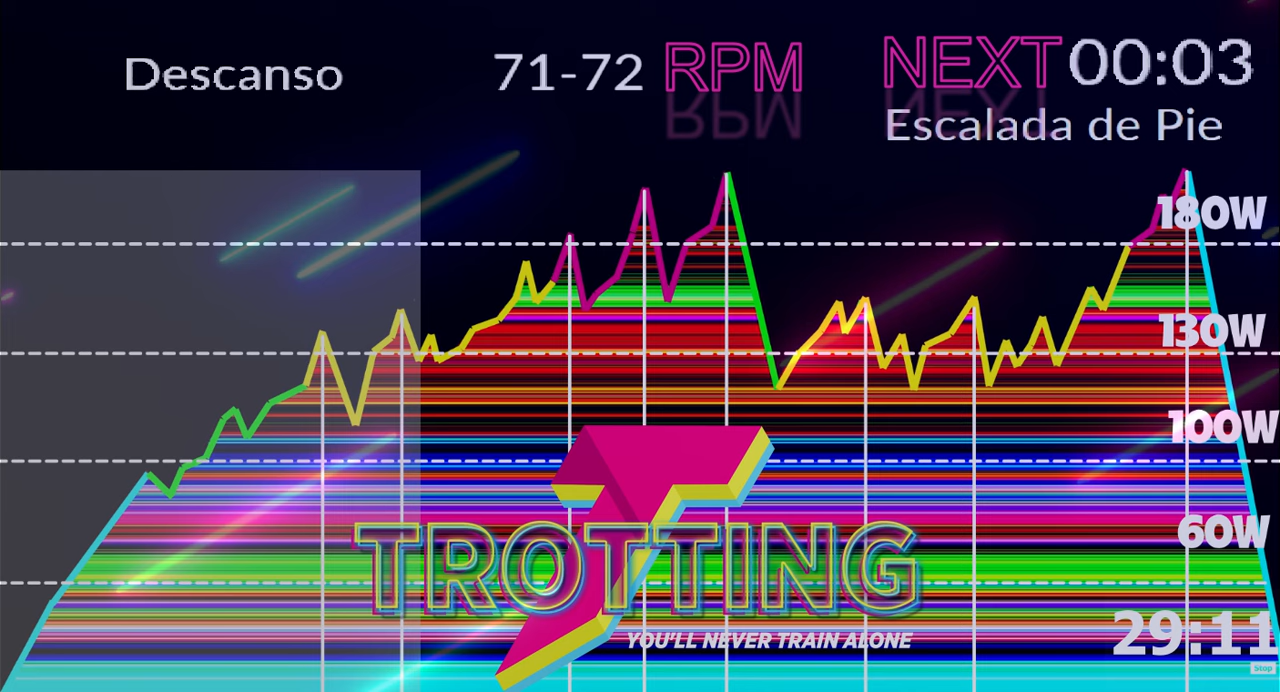 Descanso
71-72 RPM
NEXT 00:03
Escalada de Pie
180W
130W
100W
60W
TROTTING
YOU'LL NEVER TRAIN ALONE
29:11
Stop